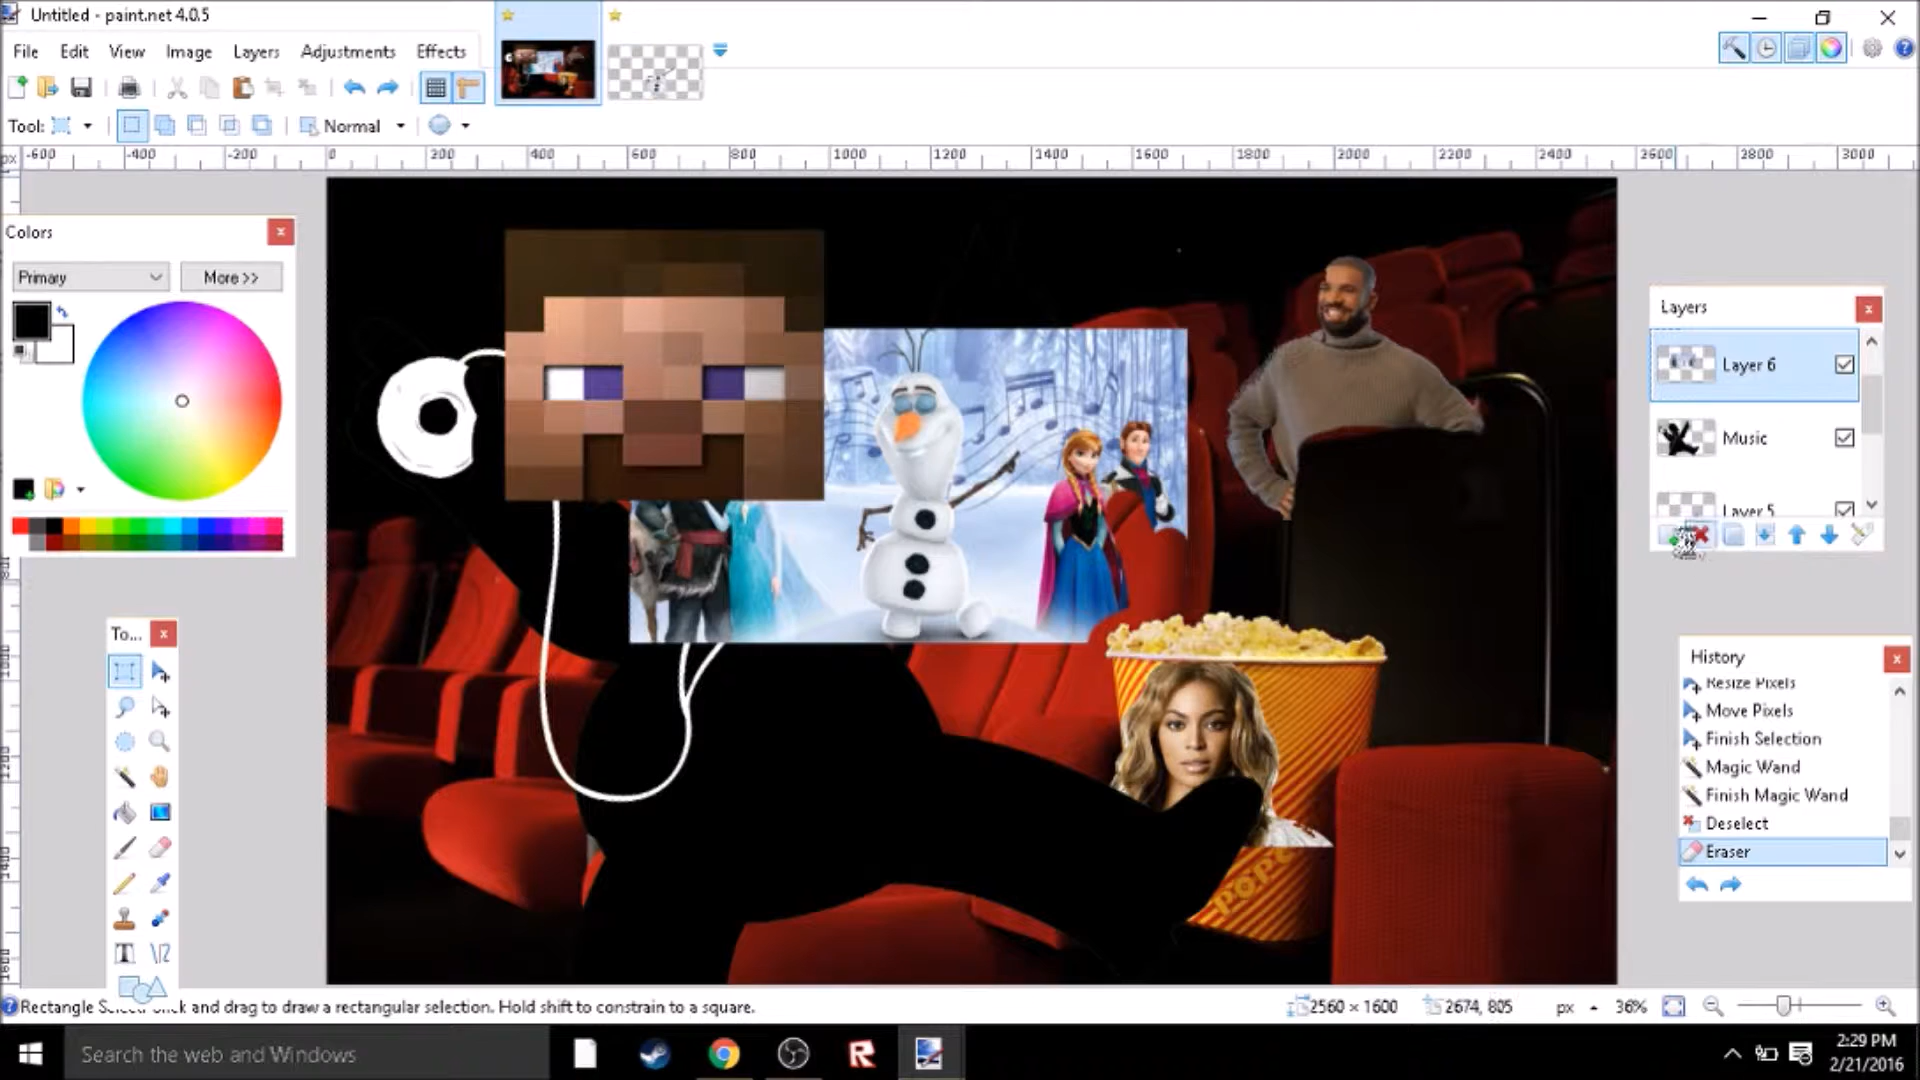 Untitled - paint.net 4.0.5
File Edit View Image Layers Adjustments Effects
Tool: Normal
px -600 -400 -200 0 200 400 600 800 1000 1200 1400 1600 1800 2000 2200 2400 2600 2800 3000
Colors
Primary More >>
Layers
Layer 6
Music
Layer 5
To...
History
Resize Pixels
Move Pixels
Finish Selection
Magic Wand
Finish Magic Wand
Deselect
Eraser
POPC
Rectangle click and drag to draw a rectangular selection. Hold shift to constrain to a square.
2560 × 1600 2674, 805 px 36%
Search the web and Windows
2:29 PM
2/21/2016